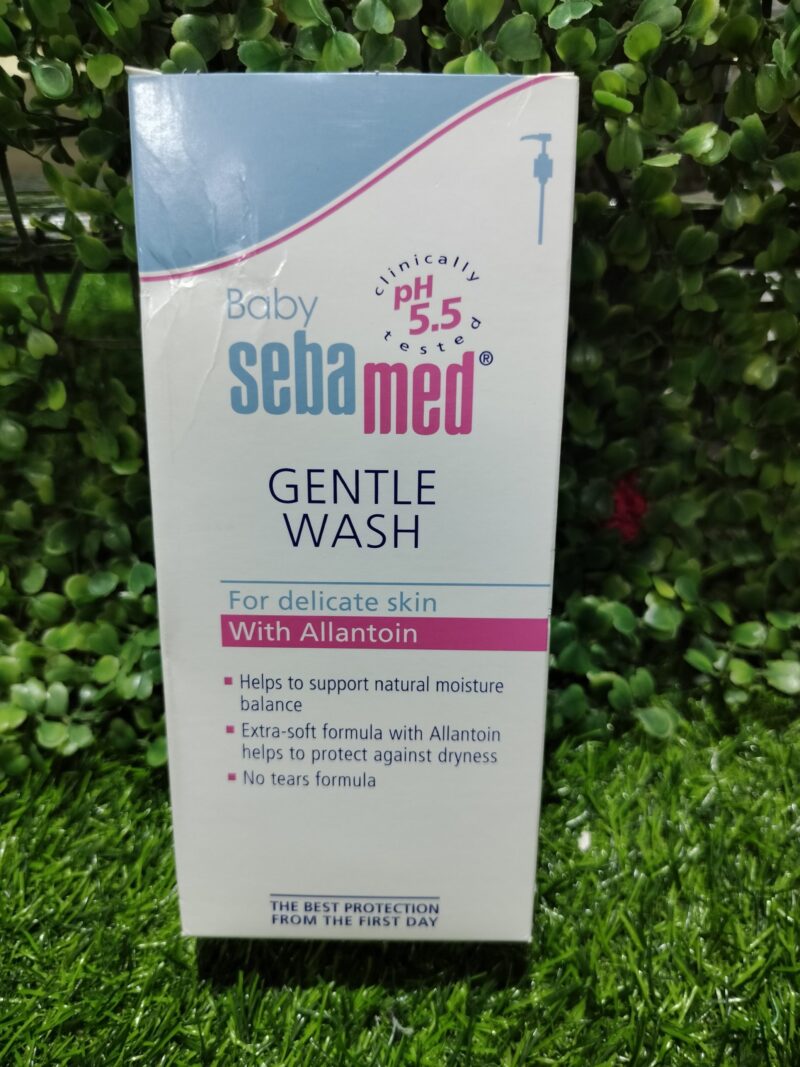 clinically
pH
5.5
tested
Baby
sebamed®
GENTLE
WASH
For delicate skin
With Allantoin
Helps to support natural moisture
balance
Extra-soft formula with Allantoin
helps to protect against dryness
No tears formula
THE BEST PROTECTION
FROM THE FIRST DAY